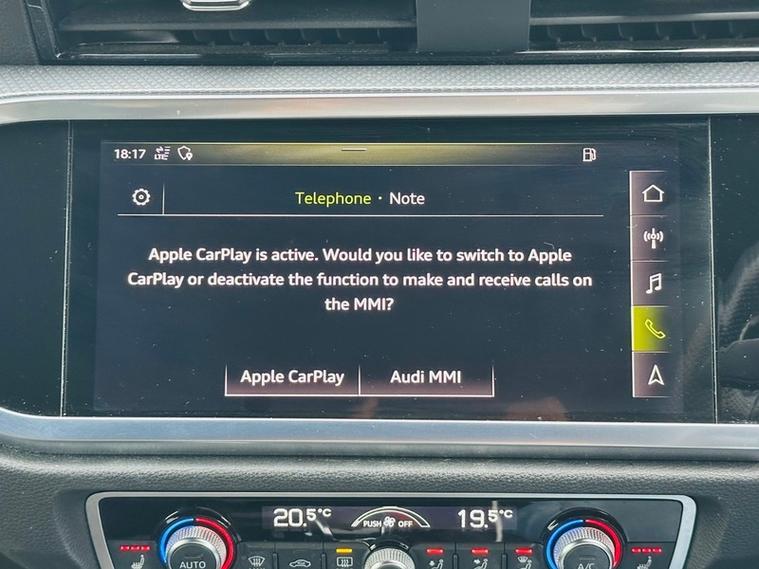 18:17 LTE
Telephone · Note
Apple CarPlay is active. Would you like to switch to Apple
CarPlay or deactivate the function to make and receive calls on
the MMI?
Apple CarPlay Audi MMI
20.5°C PUSH OFF 19.5°C
AUTO A/C